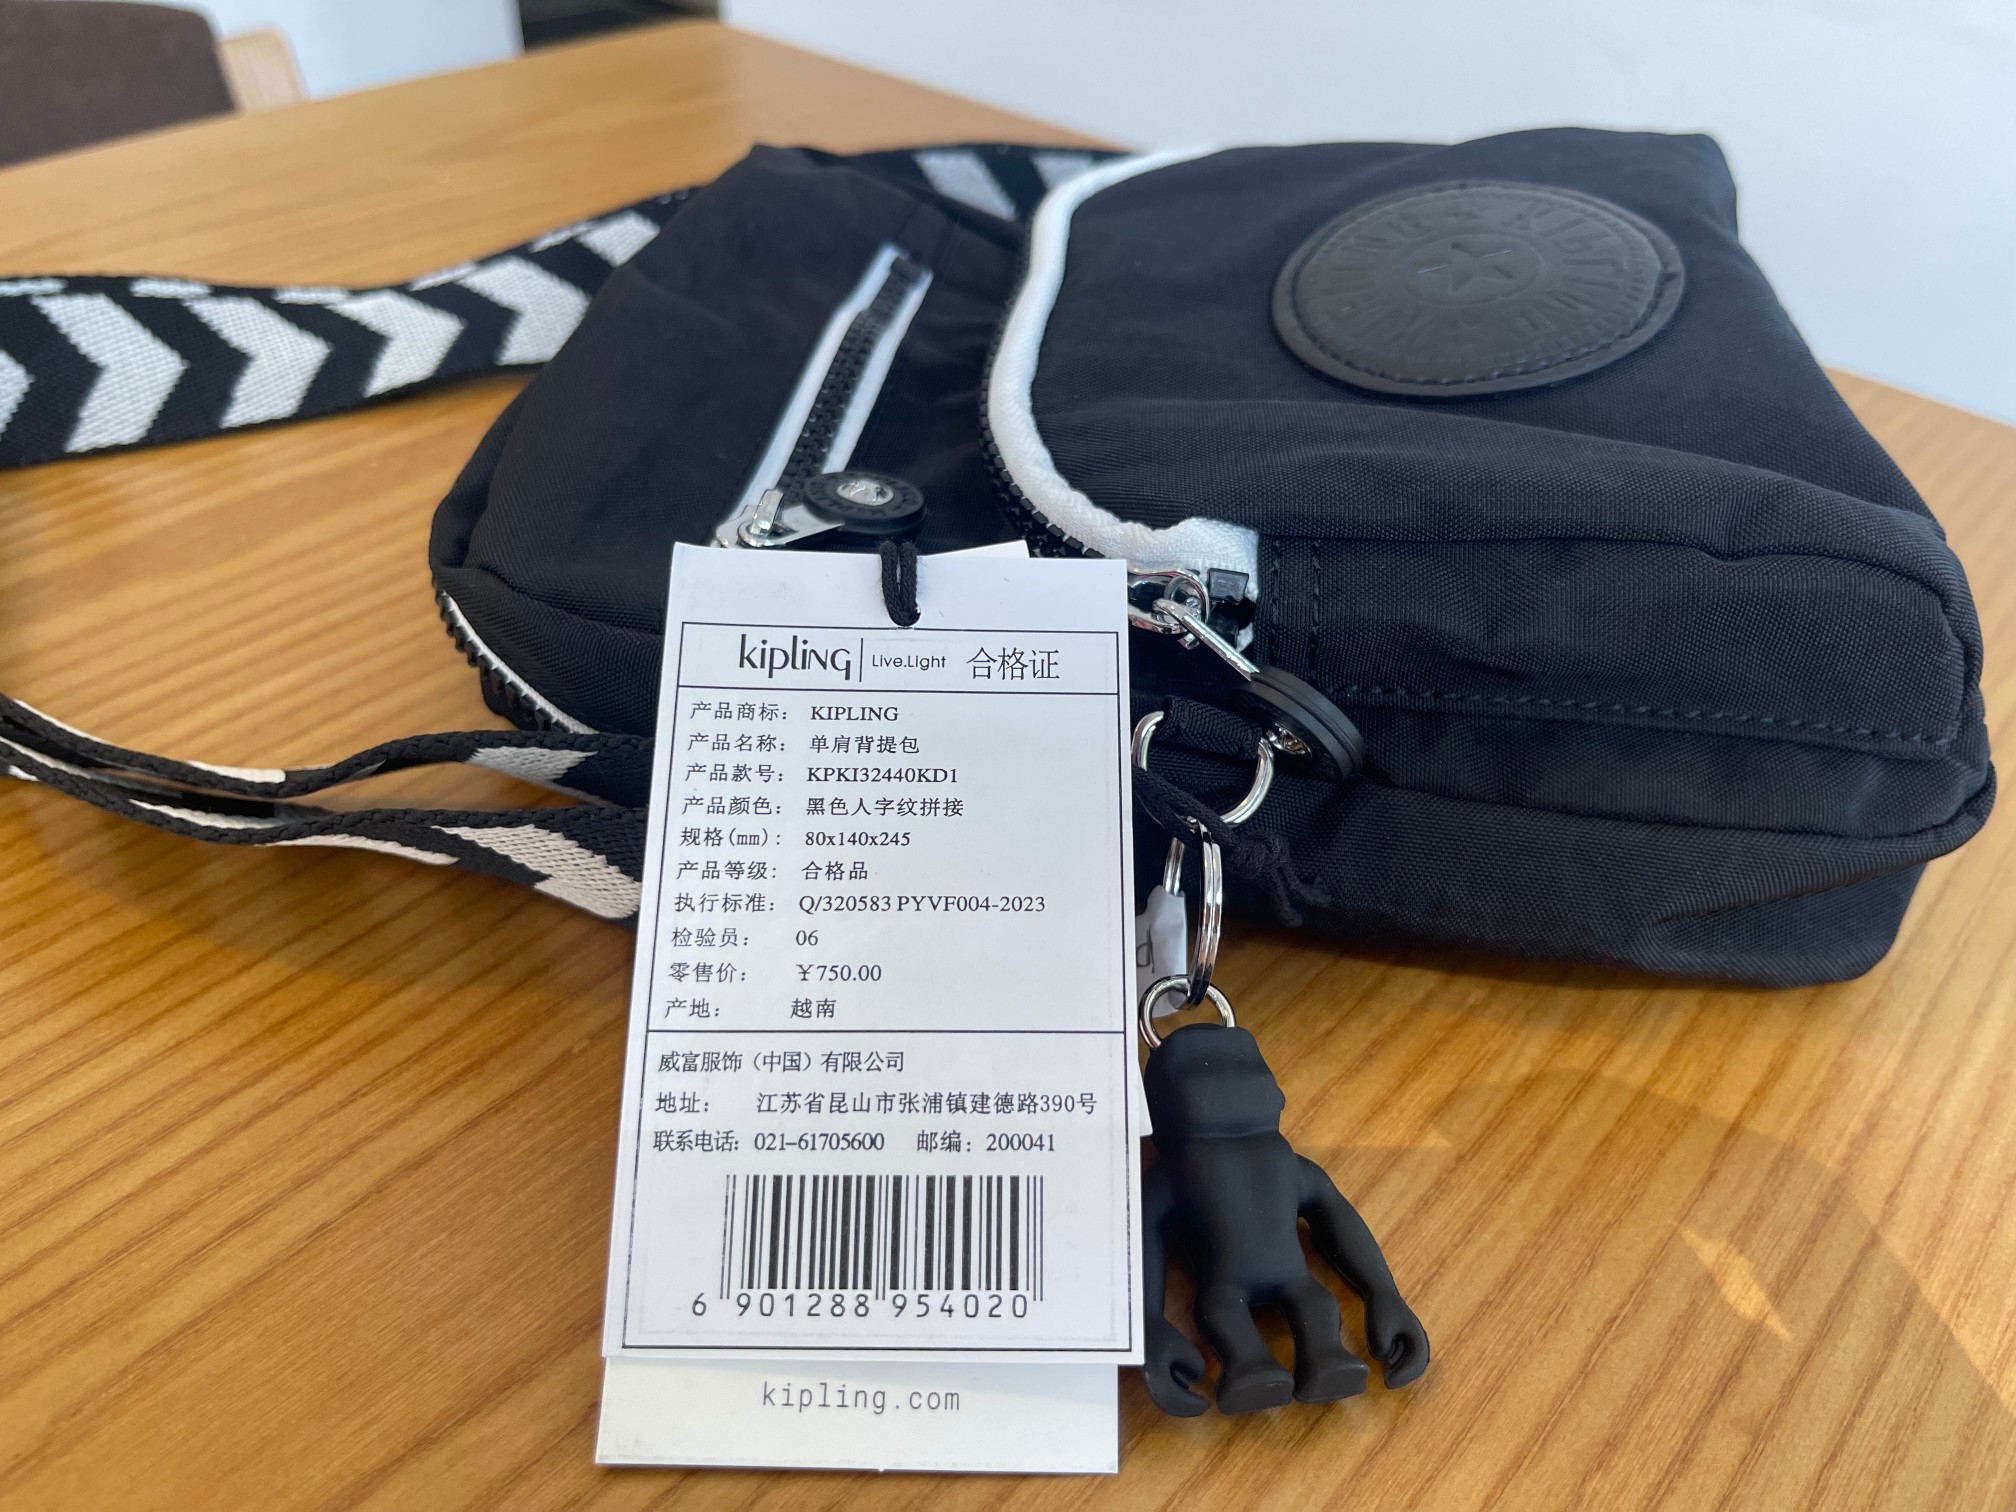 kipling Live.Light 合格证
产品商标： KIPLING
产品名称： 单肩背提包
产品款号： KPKI32440KD1
产品颜色： 黑色人字纹拼接
规格(mm)： 80x140x245
产品等级： 合格品
执行标准： Q/320583 PYVF004-2023
检验员： 06
零售价： ¥750.00
产地： 越南
威富服饰（中国）有限公司
地址： 江苏省昆山市张浦镇建德路390号
联系电话： 021-61705600 邮编：200041
6 901288 954020
kipling.com